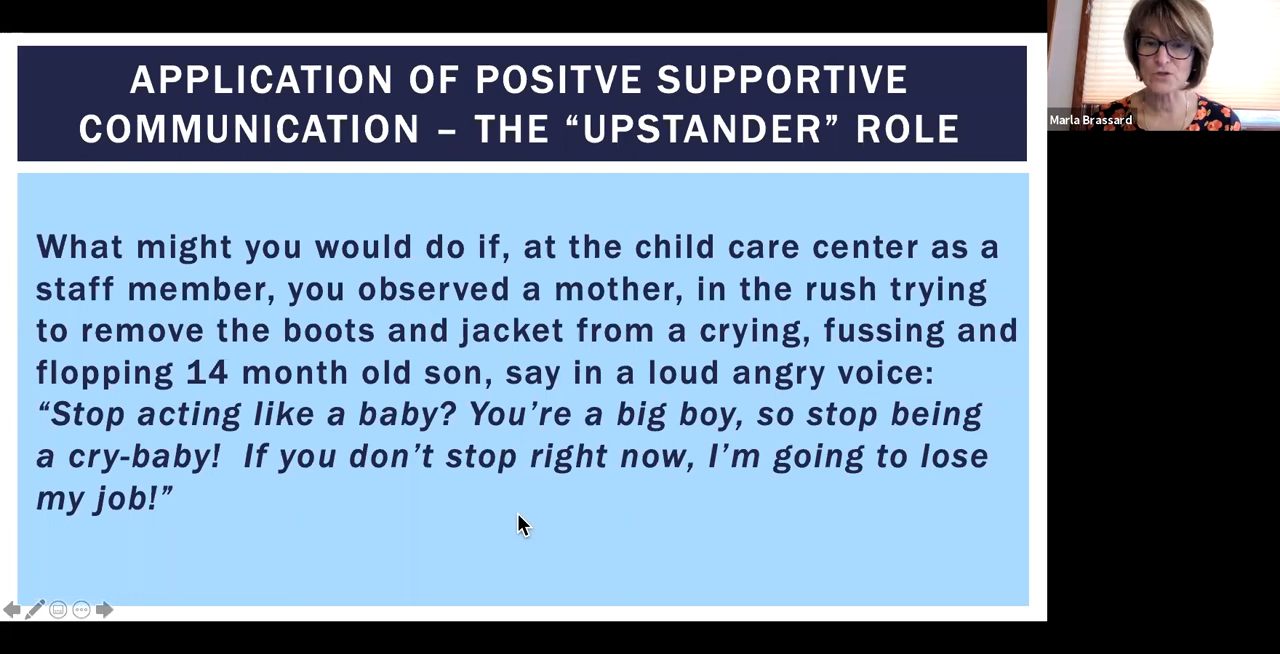 APPLICATION OF POSITVE SUPPORTIVE
COMMUNICATION – THE “UPSTANDER” ROLE
Marla Brassard
What might you would do if, at the child care center as a
staff member, you observed a mother, in the rush trying
to remove the boots and jacket from a crying, fussing and
flopping 14 month old son, say in a loud angry voice:
“Stop acting like a baby? You’re a big boy, so stop being
a cry-baby!  If you don’t stop right now, I’m going to lose
my job!”